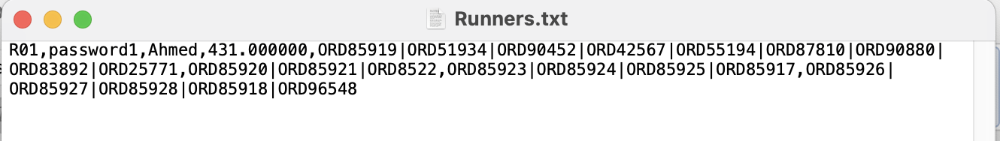 Runners.txt
R01,password1,Ahmed,431.000000,ORD85919|ORD51934|ORD90452|ORD42567|ORD55194|ORD87810|ORD90880|
ORD83892|ORD25771,ORD85920|ORD85921|ORD8522,ORD85923|ORD85924|ORD85925|ORD85917,ORD85926|
ORD85927|ORD85928|ORD85918|ORD96548